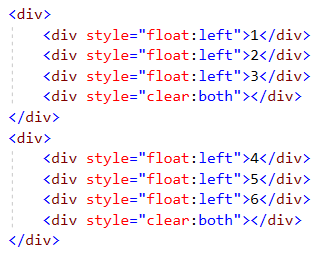 <div>
    <div style="float:left">1</div>
    <div style="float:left">2</div>
    <div style="float:left">3</div>
    <div style="clear:both"></div>
</div>
<div>
    <div style="float:left">4</div>
    <div style="float:left">5</div>
    <div style="float:left">6</div>
    <div style="clear:both"></div>
</div>